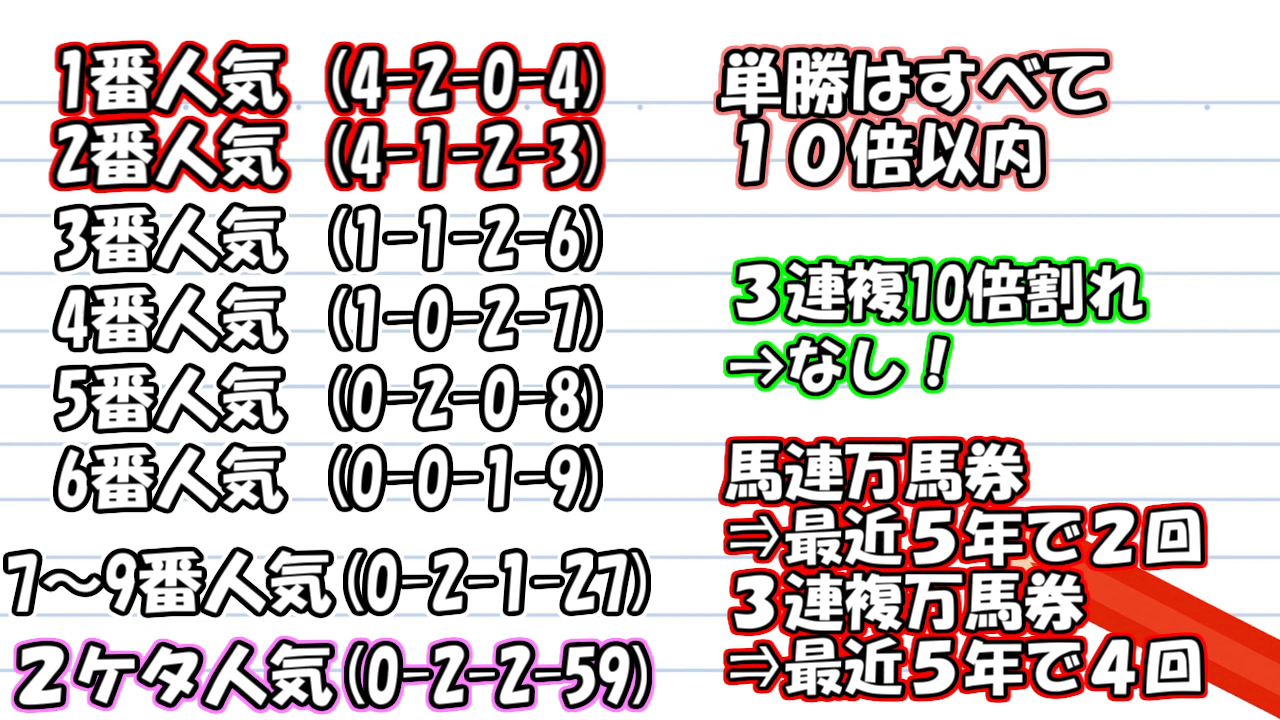 1番人気 (4-2-0-4)
2番人気 (4-1-2-3)
3番人気 (1-1-2-6)
4番人気 (1-0-2-7)
5番人気 (0-2-0-8)
6番人気 (0-0-1-9)
7～9番人気(0-2-1-27)
2ケタ人気(0-2-2-59)
単勝はすべて
１０倍以内
３連複10倍割れ
→なし！
馬連万馬券
⇒最近５年で２回
３連複万馬券
⇒最近５年で４回